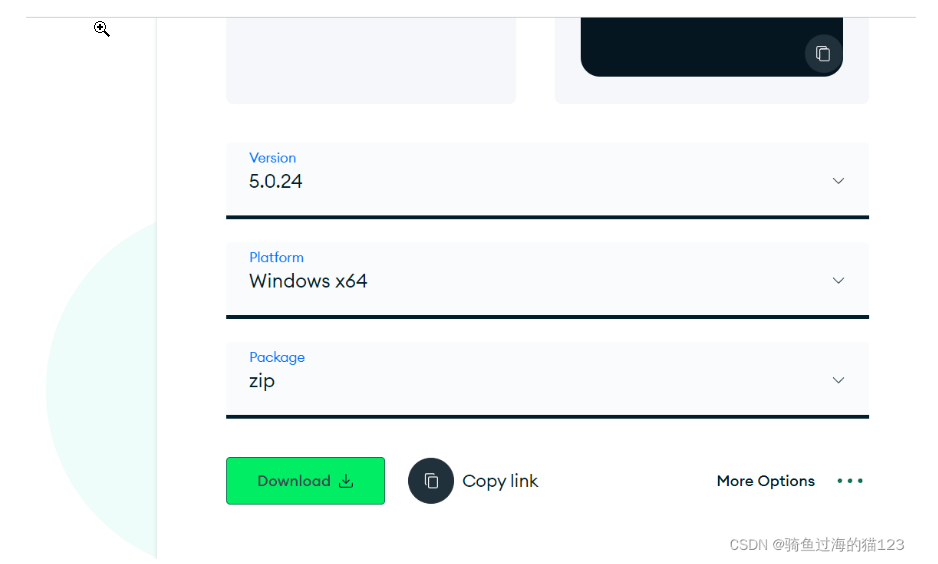 Version
5.0.24
Platform
Windows x64
Package
zip
Download
Copy link
More Options
CSDN @骑鱼过海的猫123